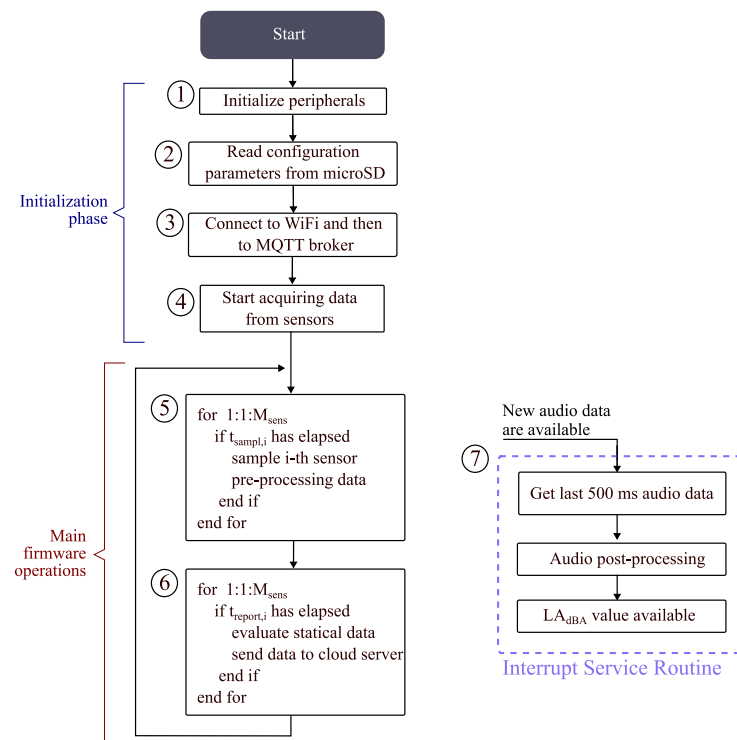 Start
1
Initialize peripherals
2
Read configuration
parameters from microSD
3
Connect to WiFi and then
to MQTT broker
4
Start acquiring data
from sensors
Initialization
phase
5
for 1:1:Msens
if tsampl,i has elapsed
sample i-th sensor
pre-processing data
end if
end for
6
for 1:1:Msens
if treport,i has elapsed
evaluate statical data
send data to cloud server
end if
end for
Main
firmware
operations
New audio data
are available
7
Get last 500 ms audio data
Audio post-processing
LAdBA value available
Interrupt Service Routine